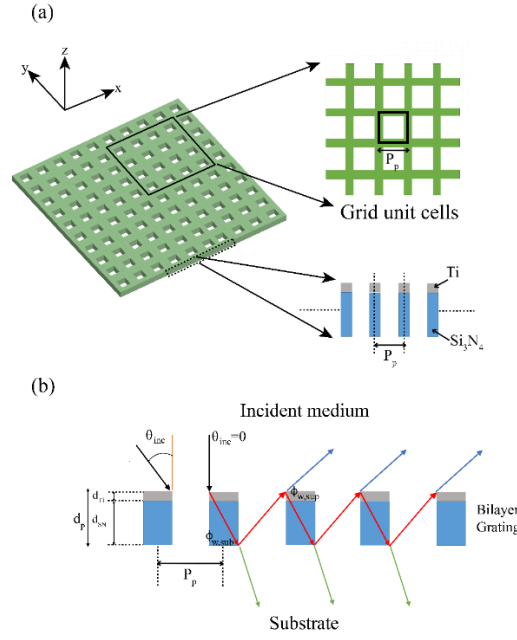 (a)
z
y
x
P_p
Grid unit cells
Ti
P_p
Si₃N₄
(b)
Incident medium
θ_inc
θ_inc=0
d_Ti
ϕ_w,sup
d_p
d_SN
Bilayer
Grating
ϕ_w,sub
P_p
Substrate